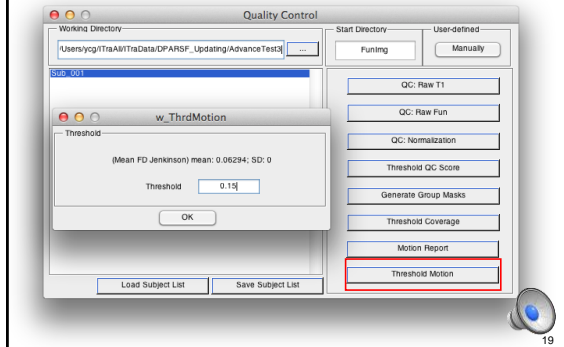 Quality Control
Working Directory
/Users/ycg/ITraAll/ITraData/DPARSF_Updating/AdvanceTest3
...
Start Directory
FunImg
User-defined
Manually
Sub_001
w_ThrdMotion
Threshold
(Mean FD Jenkinson) mean: 0.06294; SD: 0
Threshold
0.15
OK
QC: Raw T1
QC: Raw Fun
QC: Normalization
Threshold QC Score
Generate Group Masks
Threshold Coverage
Motion Report
Threshold Motion
Load Subject List
Save Subject List
19